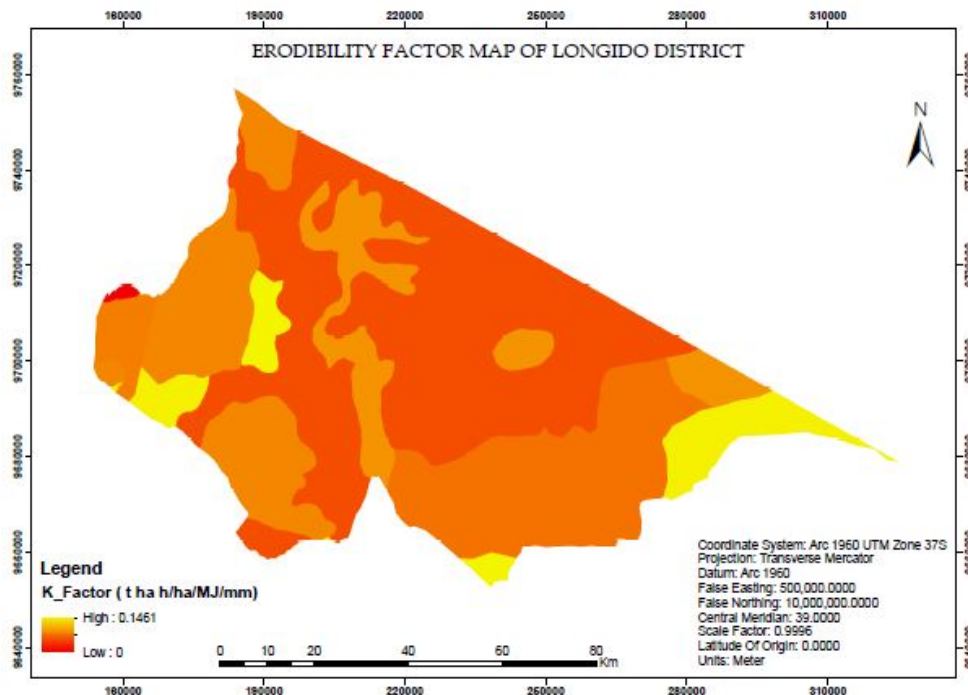 160000 190000 220000 250000 280000 310000
ERODIBILITY FACTOR MAP OF LONGIDO DISTRICT
N
9760000
9740000
9720000
9700000
9680000
9660000
9640000
Legend
K_Factor ( t ha h/ha/MJ/mm)
High : 0.1461
Low : 0
0 10 20 40 60 80
Km
Coordinate System: Arc 1960 UTM Zone 37S
Projection: Transverse Mercator
Datum: Arc 1960
False Easting: 500,000.0000
False Northing: 10,000,000.0000
Central Meridian: 39.0000
Scale Factor: 0.9996
Latitude Of Origin: 0.0000
Units: Meter
160000 190000 220000 250000 280000 310000